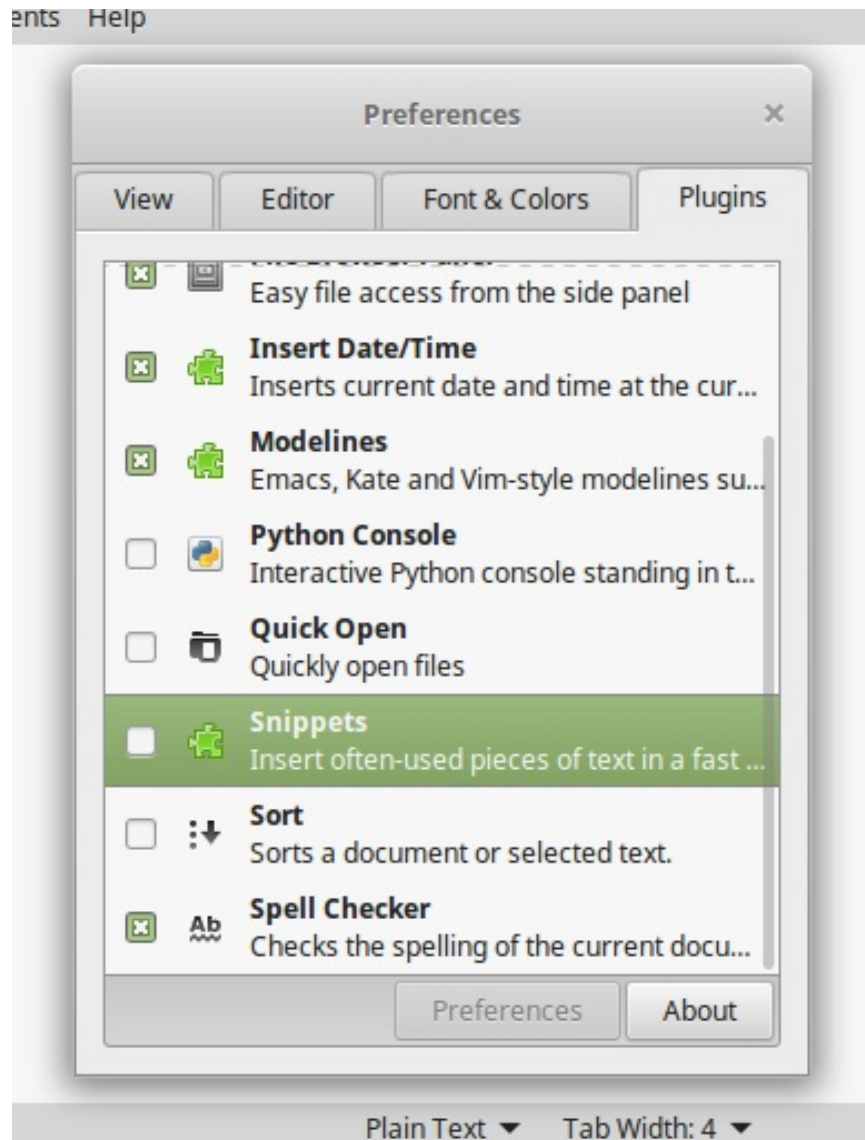 ents Help
Preferences
View Editor Font & Colors Plugins
Easy file access from the side panel
Insert Date/Time
Inserts current date and time at the cur...
Modelines
Emacs, Kate and Vim-style modelines su...
Python Console
Interactive Python console standing in t...
Quick Open
Quickly open files
Snippets
Insert often-used pieces of text in a fast ...
Sort
Sorts a document or selected text.
Spell Checker
Checks the spelling of the current docu...
Preferences About
Plain Text Tab Width: 4